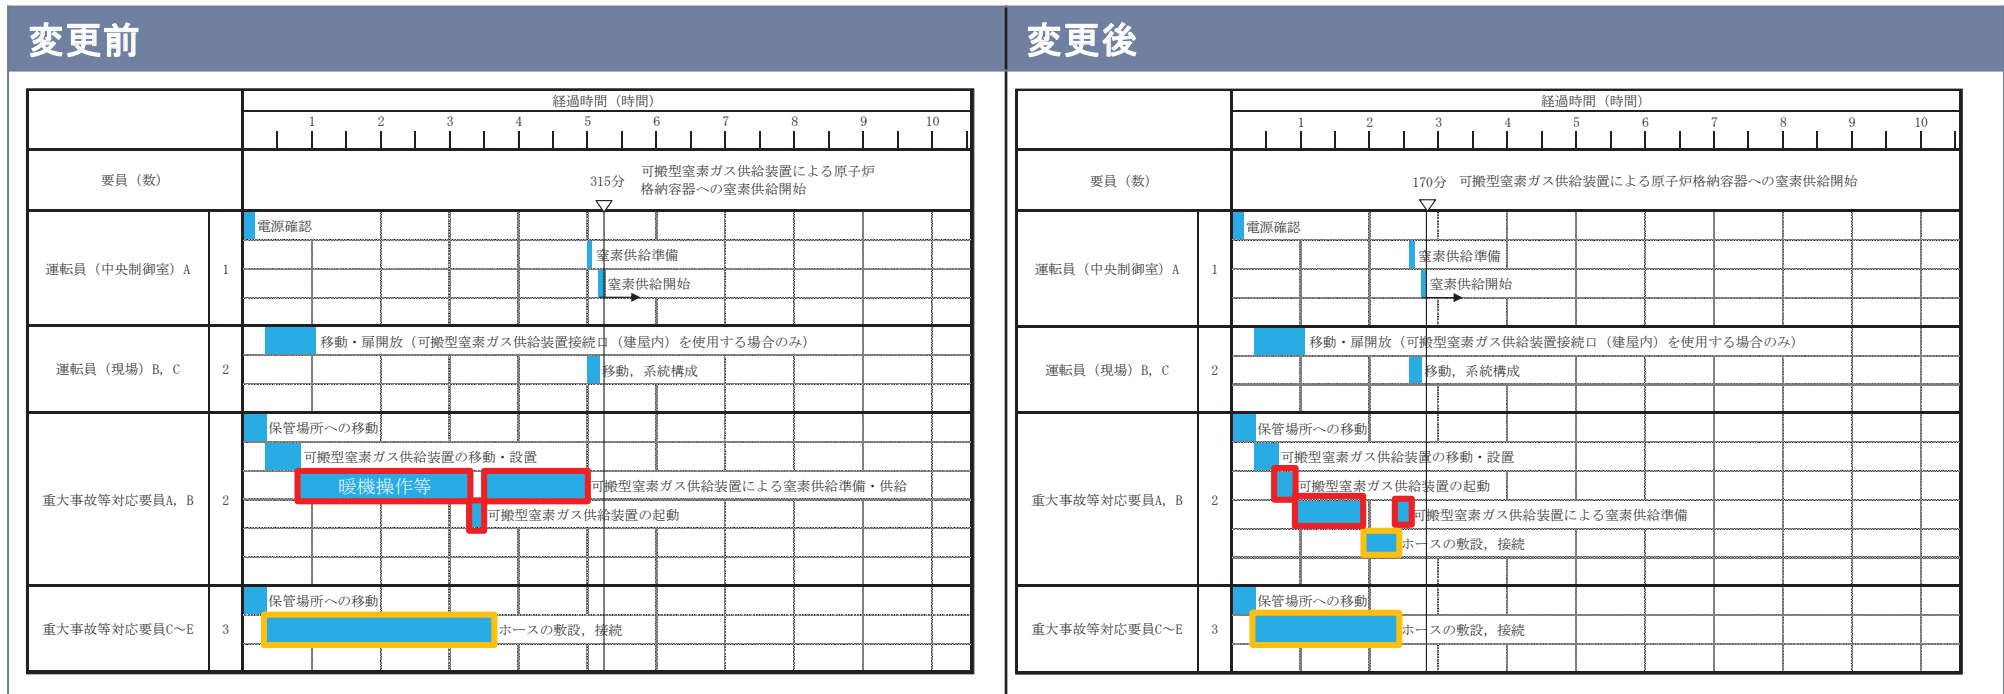 変更前
経過時間（時間）
1 2 3 4 5 6 7 8 9 10
要員（数）
315分
可搬型窒素ガス供給装置による原子炉
格納容器への窒素供給開始
運転員（中央制御室）A
1
電源確認
窒素供給準備
窒素供給開始
運転員（現場）B，C
2
移動・扉開放（可搬型窒素ガス供給装置接続口（建屋内）を使用する場合のみ）
移動，系統構成
重大事故等対応要員A，B
2
保管場所への移動
可搬型窒素ガス供給装置の移動・設置
暖機操作等
可搬型窒素ガス供給装置による窒素供給準備・供給
可搬型窒素ガス供給装置の起動
重大事故等対応要員C～E
3
保管場所への移動
ホースの敷設，接続
変更後
経過時間（時間）
1 2 3 4 5 6 7 8 9 10
要員（数）
170分
可搬型窒素ガス供給装置による原子炉格納容器への窒素供給開始
運転員（中央制御室）A
1
電源確認
窒素供給準備
窒素供給開始
運転員（現場）B，C
2
移動・扉開放（可搬型窒素ガス供給装置接続口（建屋内）を使用する場合のみ）
移動，系統構成
重大事故等対応要員A，B
2
保管場所への移動
可搬型窒素ガス供給装置の移動・設置
可搬型窒素ガス供給装置の起動
可搬型窒素ガス供給装置による窒素供給準備
ホースの敷設，接続
重大事故等対応要員C～E
3
保管場所への移動
ホースの敷設，接続